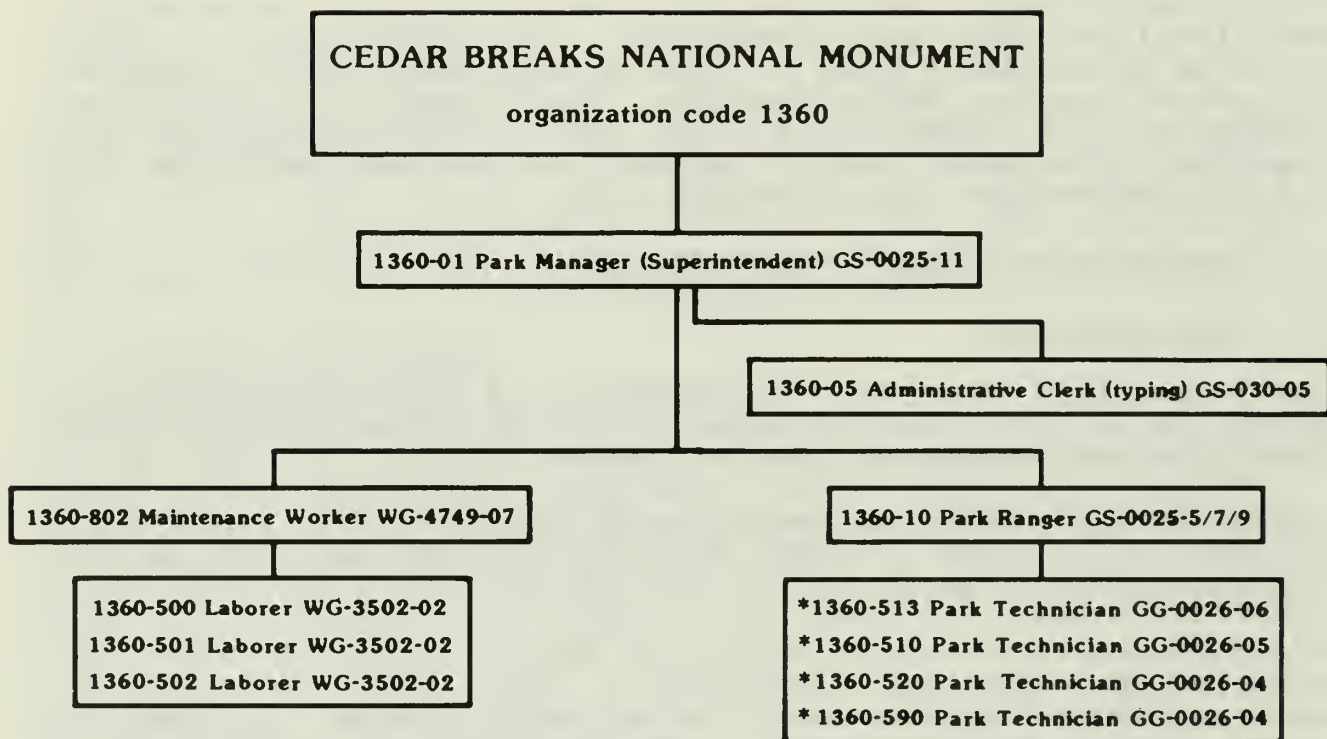 CEDAR BREAKS NATIONAL MONUMENT
organization code 1360
1360-01 Park Manager (Superintendent) GS-0025-11
1360-05 Administrative Clerk (typing) GS-030-05
1360-802 Maintenance Worker WG-4749-07
1360-500 Laborer WG-3502-02
1360-501 Laborer WG-3502-02
1360-502 Laborer WG-3502-02
1360-10 Park Ranger GS-0025-5/7/9
*1360-513 Park Technician GG-0026-06
*1360-510 Park Technician GG-0026-05
*1360-520 Park Technician GG-0026-04
*1360-590 Park Technician GG-0026-04